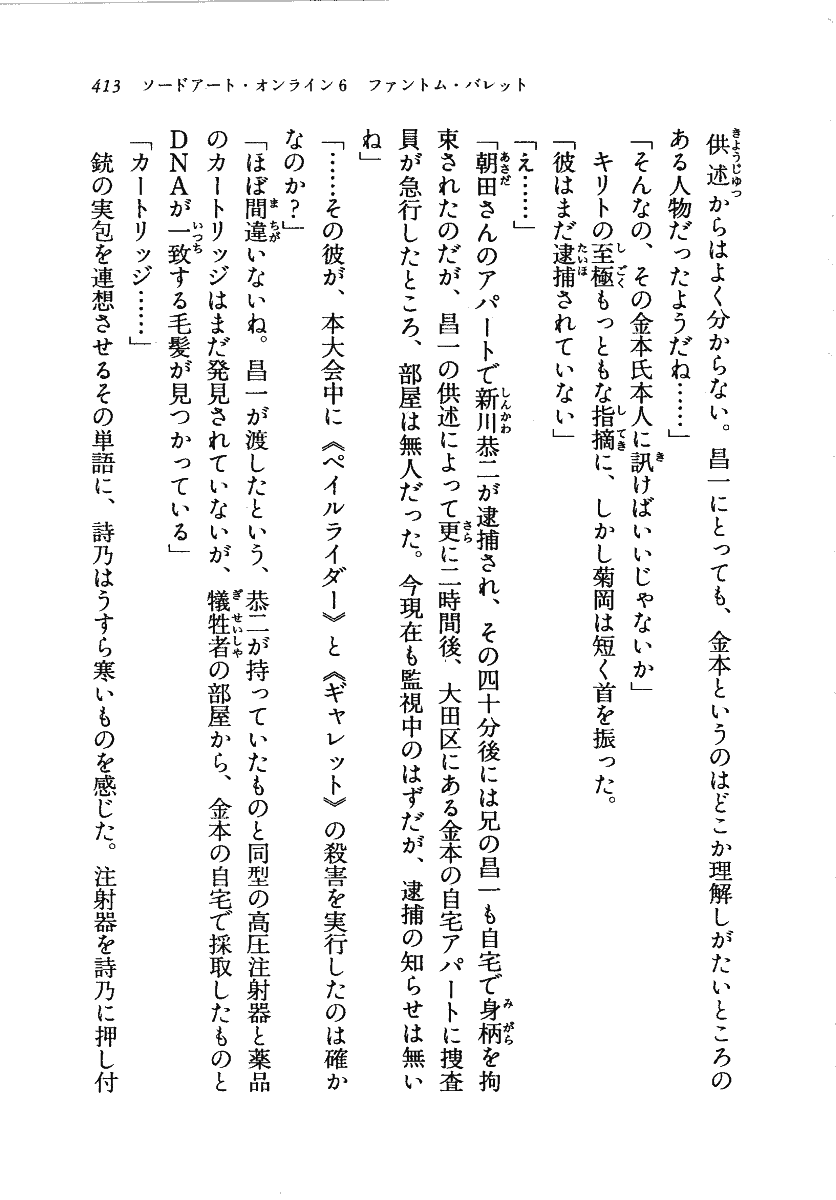 413　ソードアート・オンライン6　ファントム・バレット
供述からはよく分からない。昌一にとっても、金本というのはどこか理解しがたいところの
ある人物だったようだね……」
「そんなの、その金本氏本人に訊けばいいじゃないか」
キリトの至極もっともな指摘に、しかし菊岡は短く首を振った。
「彼はまだ逮捕されていない」
「え……」
「朝田さんのアパートで新川恭二が逮捕され、その四十分後には兄の昌一も自宅で身柄を拘
束されたのだが、昌一の供述によって更に二時間後、大田区にある金本の自宅アパートに捜査
員が急行したところ、部屋は無人だった。今現在も監視中のはずだが、逮捕の知らせは無い
ね」
「……その彼が、本大会中に《ペイルライダー》と《ギャレット》の殺害を実行したのは確か
なのか？」
「ほぼ間違いないね。昌一が渡したという、恭二が持っていたものと同型の高圧注射器と薬品
のカートリッジはまだ発見されていないが、犠牲者の部屋から、金本の自宅で採取したものと
DNAが一致する毛髪が見つかっている」
「カートリッジ……」
銃の実包を連想させるその単語に、詩乃はうすら寒いものを感じた。注射器を詩乃に押し付